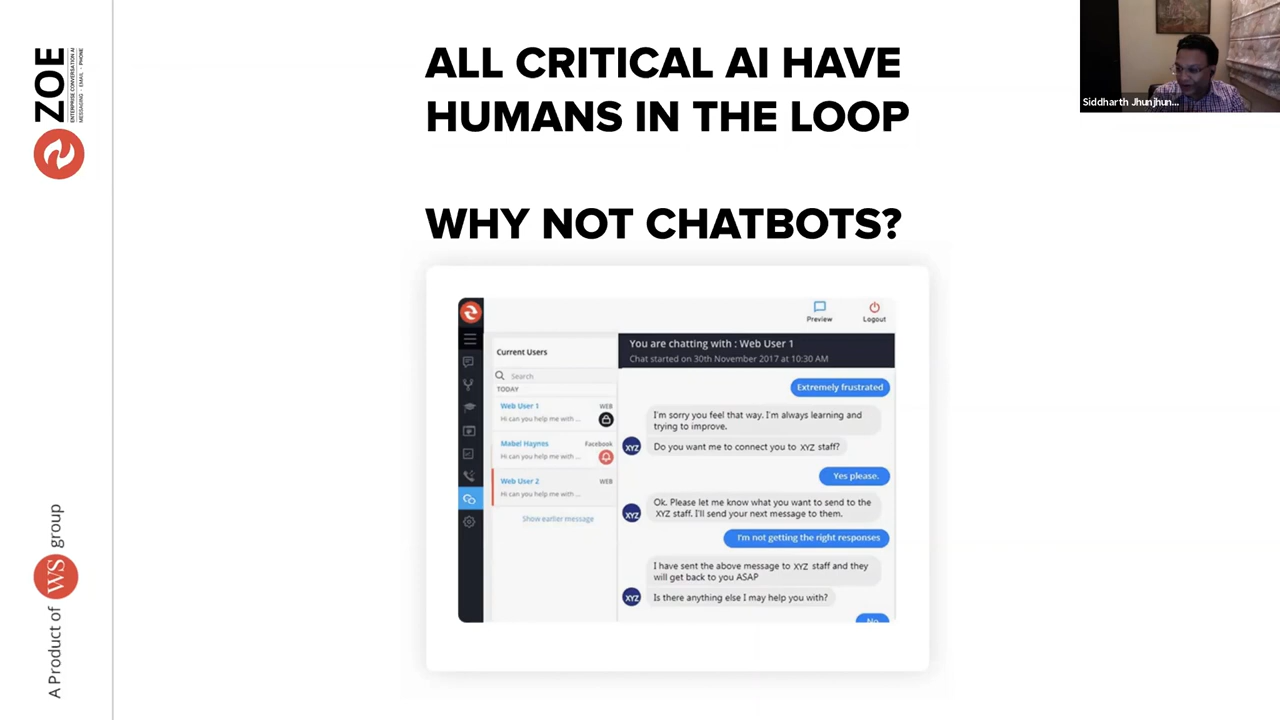 ZOE
ENTERPRISE CONVERSATION AI
MESSAGING · EMAIL · PHONE
ALL CRITICAL AI HAVE
HUMANS IN THE LOOP
WHY NOT CHATBOTS?
Siddharth Jhunjhun...
Preview
Logout
Current Users
Search
TODAY
Web User 1
WEB
Hi can you help me with ...
Mabel Haynes
Facebook
Hi can you help me with ...
Web User 2
WEB
Hi can you help me with ...
Show earlier message
You are chatting with : Web User 1
Chat started on 30th November 2017 at 10:30 AM
Extremely frustrated
I'm sorry you feel that way. I'm always learning and
trying to improve.
XYZ
Do you want me to connect you to XYZ staff?
Yes please.
Ok. Please let me know what you want to send to the
XYZ staff. I'll send your next message to them.
XYZ
I'm not getting the right responses
I have sent the above message to XYZ staff and they
will get back to you ASAP
XYZ
Is there anything else I may help you with?
No
A Product of WS group